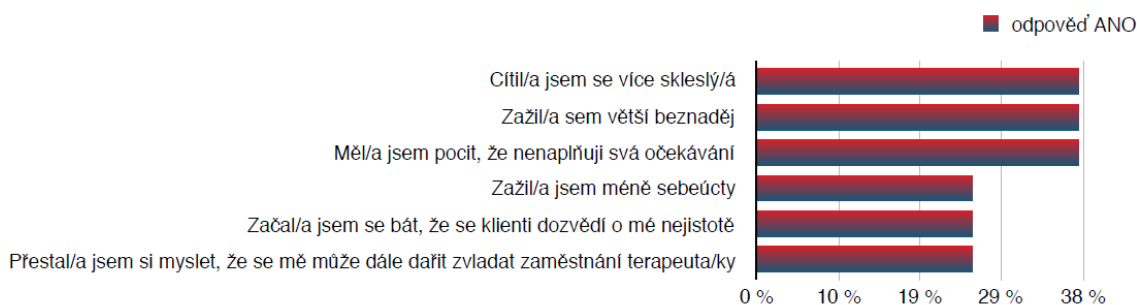 odpověď ANO
Cítil/a jsem se více skleslý/á
Zažil/a sem větší beznaděj
Měl/a jsem pocit, že nenaplňuji svá očekávání
Zažil/a jsem méně sebeúcty
Začal/a jsem se bát, že se klienti dozvědí o mé nejistotě
Přestal/a jsem si myslet, že se mě může dále dařit zvladat zaměstnání terapeuta/ky
0 % 10 % 19 % 29 % 38 %